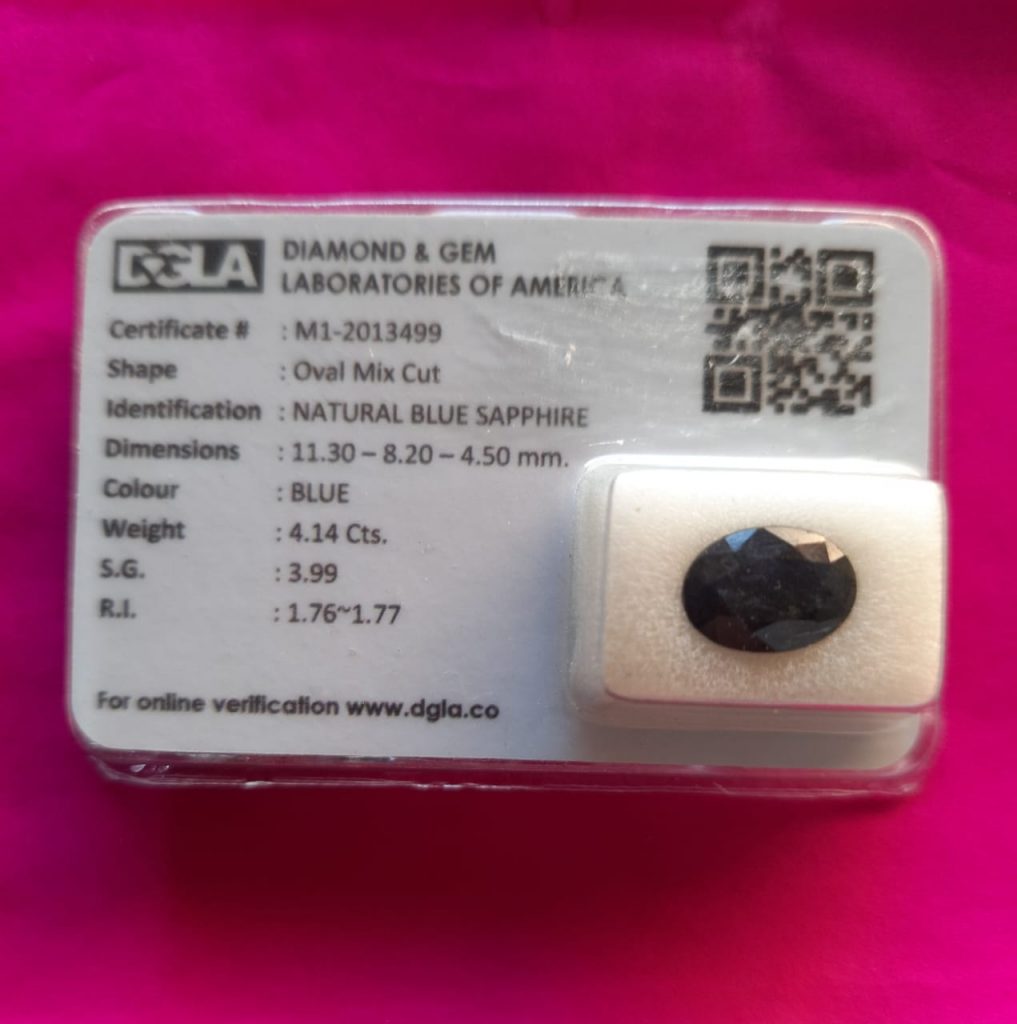 DGLA DIAMOND & GEM
LABORATORIES OF AMERICA
Certificate # : M1-2013499
Shape : Oval Mix Cut
Identification : NATURAL BLUE SAPPHIRE
Dimensions : 11.30 – 8.20 – 4.50 mm.
Colour : BLUE
Weight : 4.14 Cts.
S.G. : 3.99
R.I. : 1.76~1.77
For online verification www.dgla.co